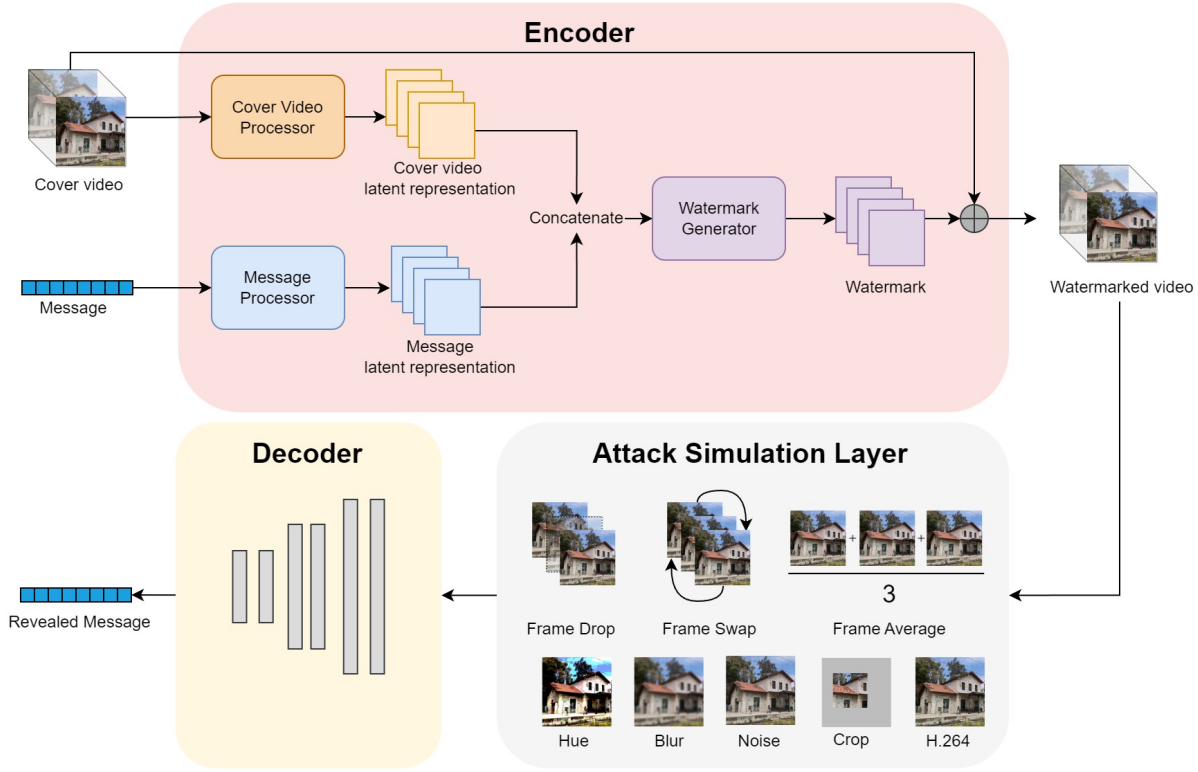 Encoder
Cover Video
Processor
Cover video
Cover video
latent representation
Concatenate
Watermark
Generator
Message
Processor
Message
Message
latent representation
Watermark
Watermarked video
Decoder
Attack Simulation Layer
+
+
3
Revealed Message
Frame Drop
Frame Swap
Frame Average
Hue
Blur
Noise
Crop
H.264